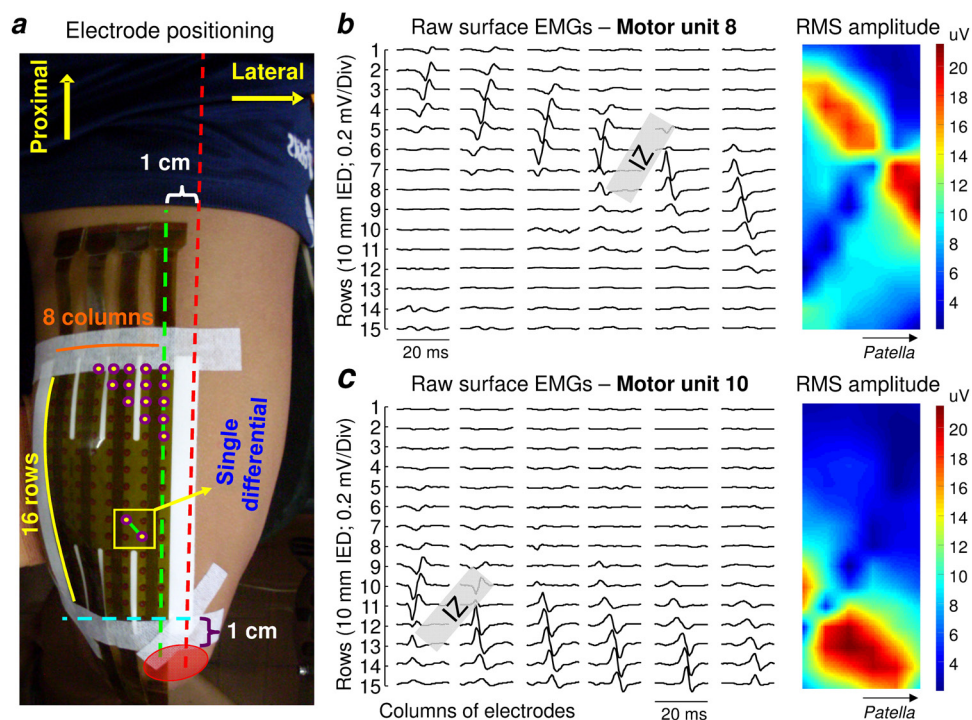 a
Electrode positioning
Proximal
Lateral
1 cm
8 columns
16 rows
Single
differential
1 cm
b
Raw surface EMGs – Motor unit 8
RMS amplitude
uV
Rows (10 mm IED; 0.2 mV/Div)
1
2
3
4
5
6
7
8
9
10
11
12
13
14
15
IZ
20 ms
20
18
16
14
12
10
8
6
4
2
Patella
c
Raw surface EMGs – Motor unit 10
RMS amplitude
uV
Rows (10 mm IED; 0.2 mV/Div)
1
2
3
4
5
6
7
8
9
10
11
12
13
14
15
IZ
Columns of electrodes
20 ms
20
18
16
14
12
10
8
6
4
2
Patella